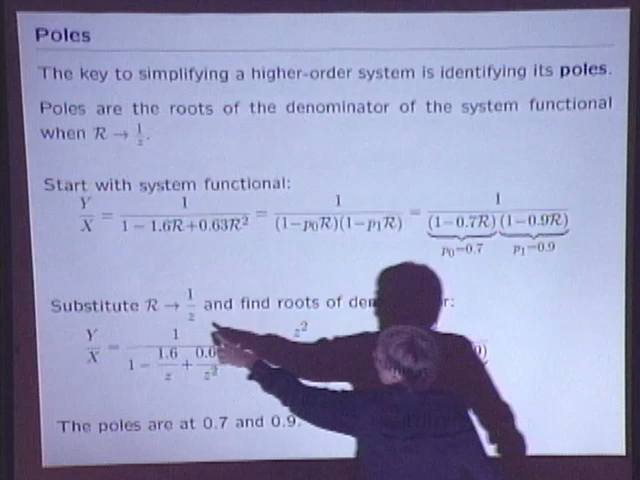 Poles
The key to simplifying a higher-order system is identifying its poles.
Poles are the roots of the denominator of the system functional
when R → 1/z.
Start with system functional:
Y/X = 1/(1 − 1.6R + 0.63R²) = 1/((1−p₀R)(1−p₁R)) = 1/((1−0.7R)(1−0.9R))
p₀=0.7 p₁=0.9
Substitute R → 1/z and find roots of
Y/X = 1/(1 − 1.6/z + 0.0/z² z²
The poles are at 0.7 and 0.9.